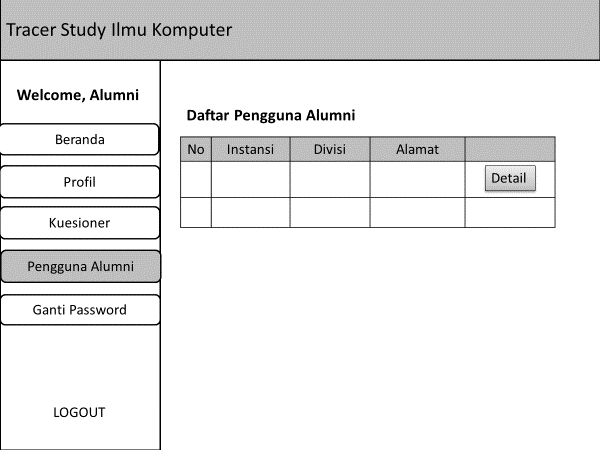 Tracer Study Ilmu Komputer
Welcome, Alumni
Beranda
Profil
Kuesioner
Pengguna Alumni
Ganti Password
LOGOUT
Daftar Pengguna Alumni
No Instansi Divisi Alamat
Detail